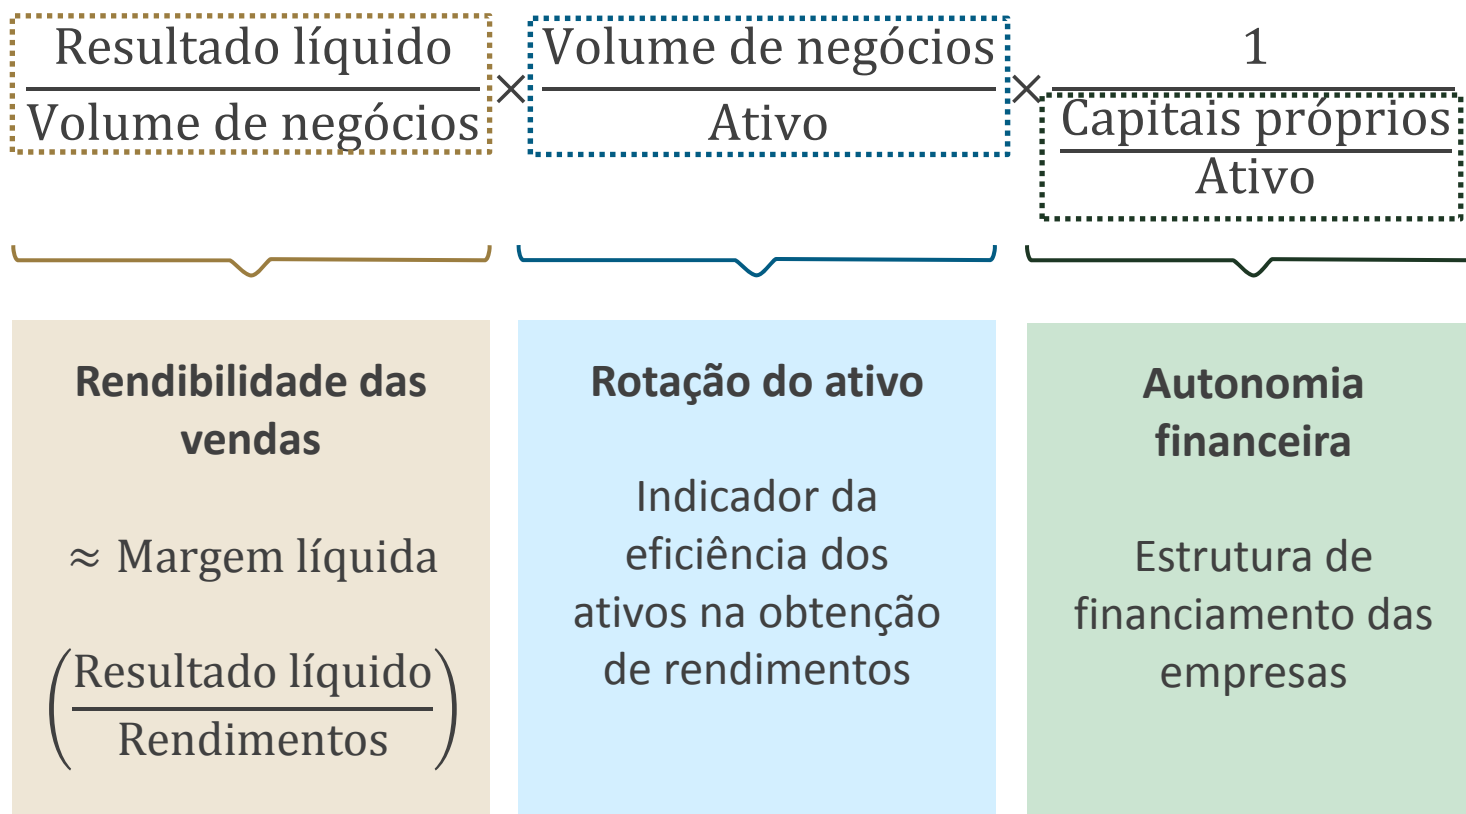 Resultado líquido
Volume de negócios
×
Volume de negócios
Ativo
×
1
Capitais próprios
Ativo
Rendibilidade das
vendas
≈ Margem líquida
(Resultado líquido
Rendimentos)
Rotação do ativo
Indicador da
eficiência dos
ativos na obtenção
de rendimentos
Autonomia
financeira
Estrutura de
financiamento das
empresas